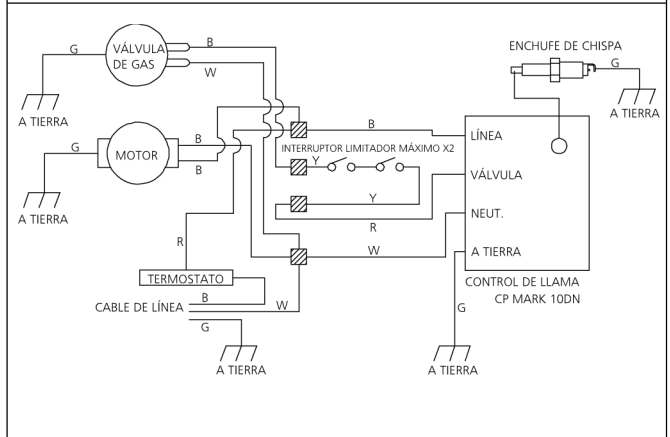 B
ENCHUFE DE CHISPA
G
VÁLVULA
DE GAS
W
G
A TIERRA
A TIERRA
B
LÍNEA
INTERRUPTOR LIMITADOR MÁXIMO X2
G
MOTOR
B
Y
B
VÁLVULA
Y
A TIERRA
R
NEUT.
R
W
A TIERRA
TERMOSTATO
CONTROL DE LLAMA
CP MARK 10DN
B
CABLE DE LÍNEA
W
G
G
A TIERRA
A TIERRA